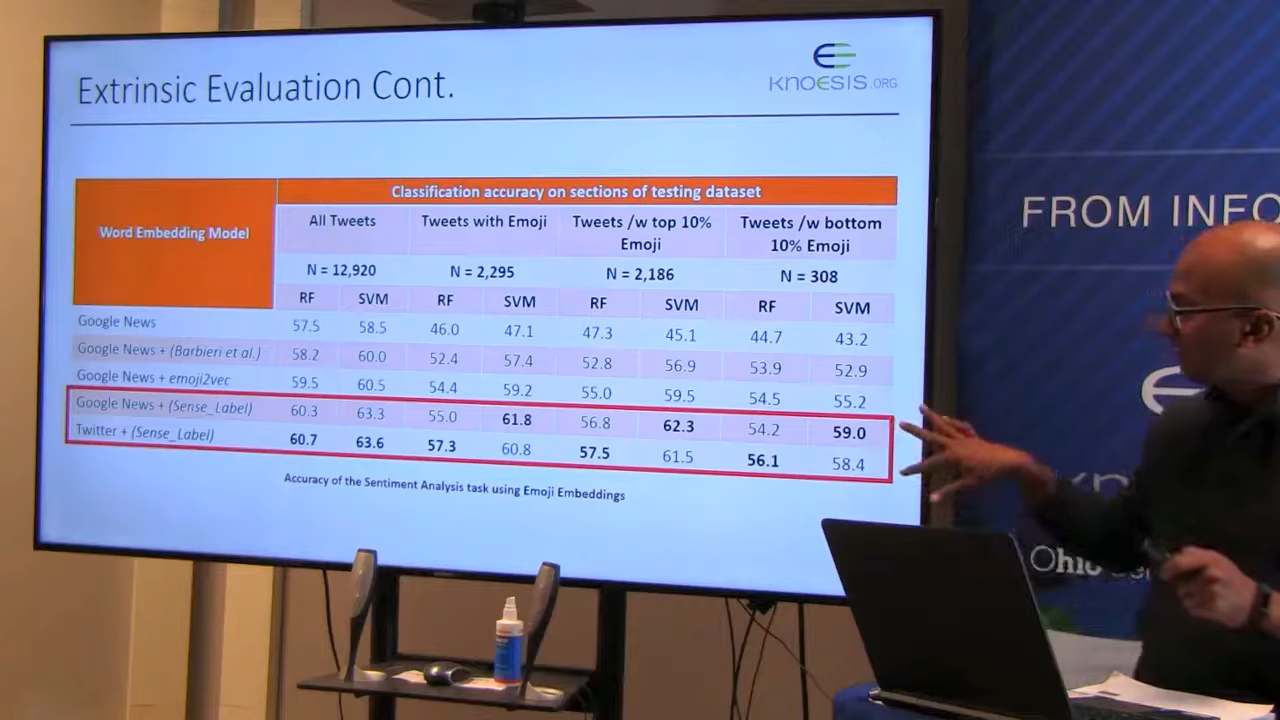 Extrinsic Evaluation Cont.
KNOESIS.ORG
Classification accuracy on sections of testing dataset
Word Embedding Model
All Tweets Tweets with Emoji Tweets /w top 10% Emoji Tweets /w bottom 10% Emoji
N = 12,920 N = 2,295 N = 2,186 N = 308
RF SVM RF SVM RF SVM RF SVM
Google News 57.5 58.5 46.0 47.1 47.3 45.1 44.7 43.2
Google News + (Barbieri et al.) 58.2 60.0 52.4 57.4 52.8 56.9 53.9 52.9
Google News + emoji2vec 59.5 60.5 54.4 59.2 55.0 59.5 54.5 55.2
Google News + (Sense_Label) 60.3 63.3 55.0 61.8 56.8 62.3 54.2 59.0
Twitter + (Sense_Label) 60.7 63.6 57.3 60.8 57.5 61.5 56.1 58.4
Accuracy of the Sentiment Analysis task using Emoji Embeddings
FROM INFO
Ohio